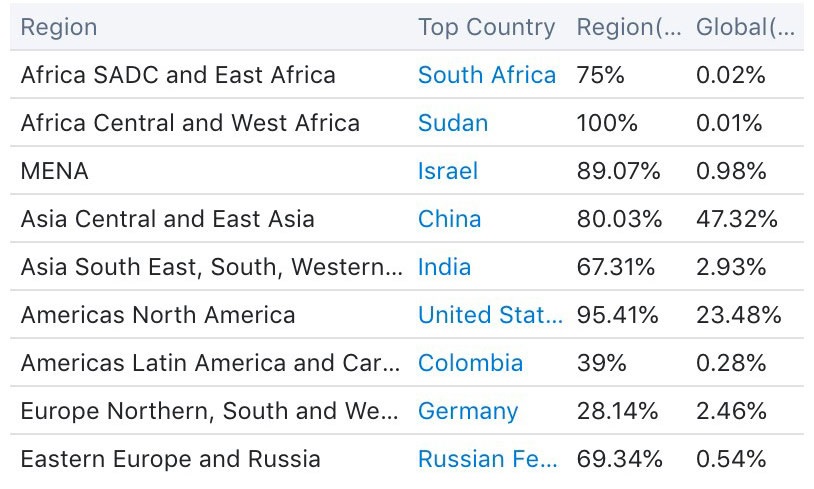 Region Top Country Region(... Global(...
Africa SADC and East Africa South Africa 75% 0.02%
Africa Central and West Africa Sudan 100% 0.01%
MENA Israel 89.07% 0.98%
Asia Central and East Asia China 80.03% 47.32%
Asia South East, South, Western... India 67.31% 2.93%
Americas North America United Stat... 95.41% 23.48%
Americas Latin America and Car... Colombia 39% 0.28%
Europe Northern, South and We... Germany 28.14% 2.46%
Eastern Europe and Russia Russian Fe... 69.34% 0.54%